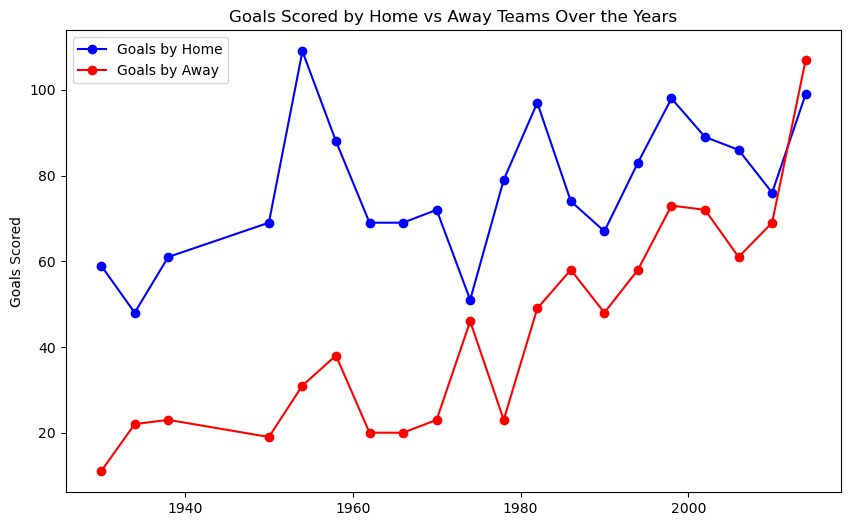 Goals Scored by Home vs Away Teams Over the Years
Goals by Home
Goals by Away
Goals Scored
100
80
60
40
20
1940
1960
1980
2000